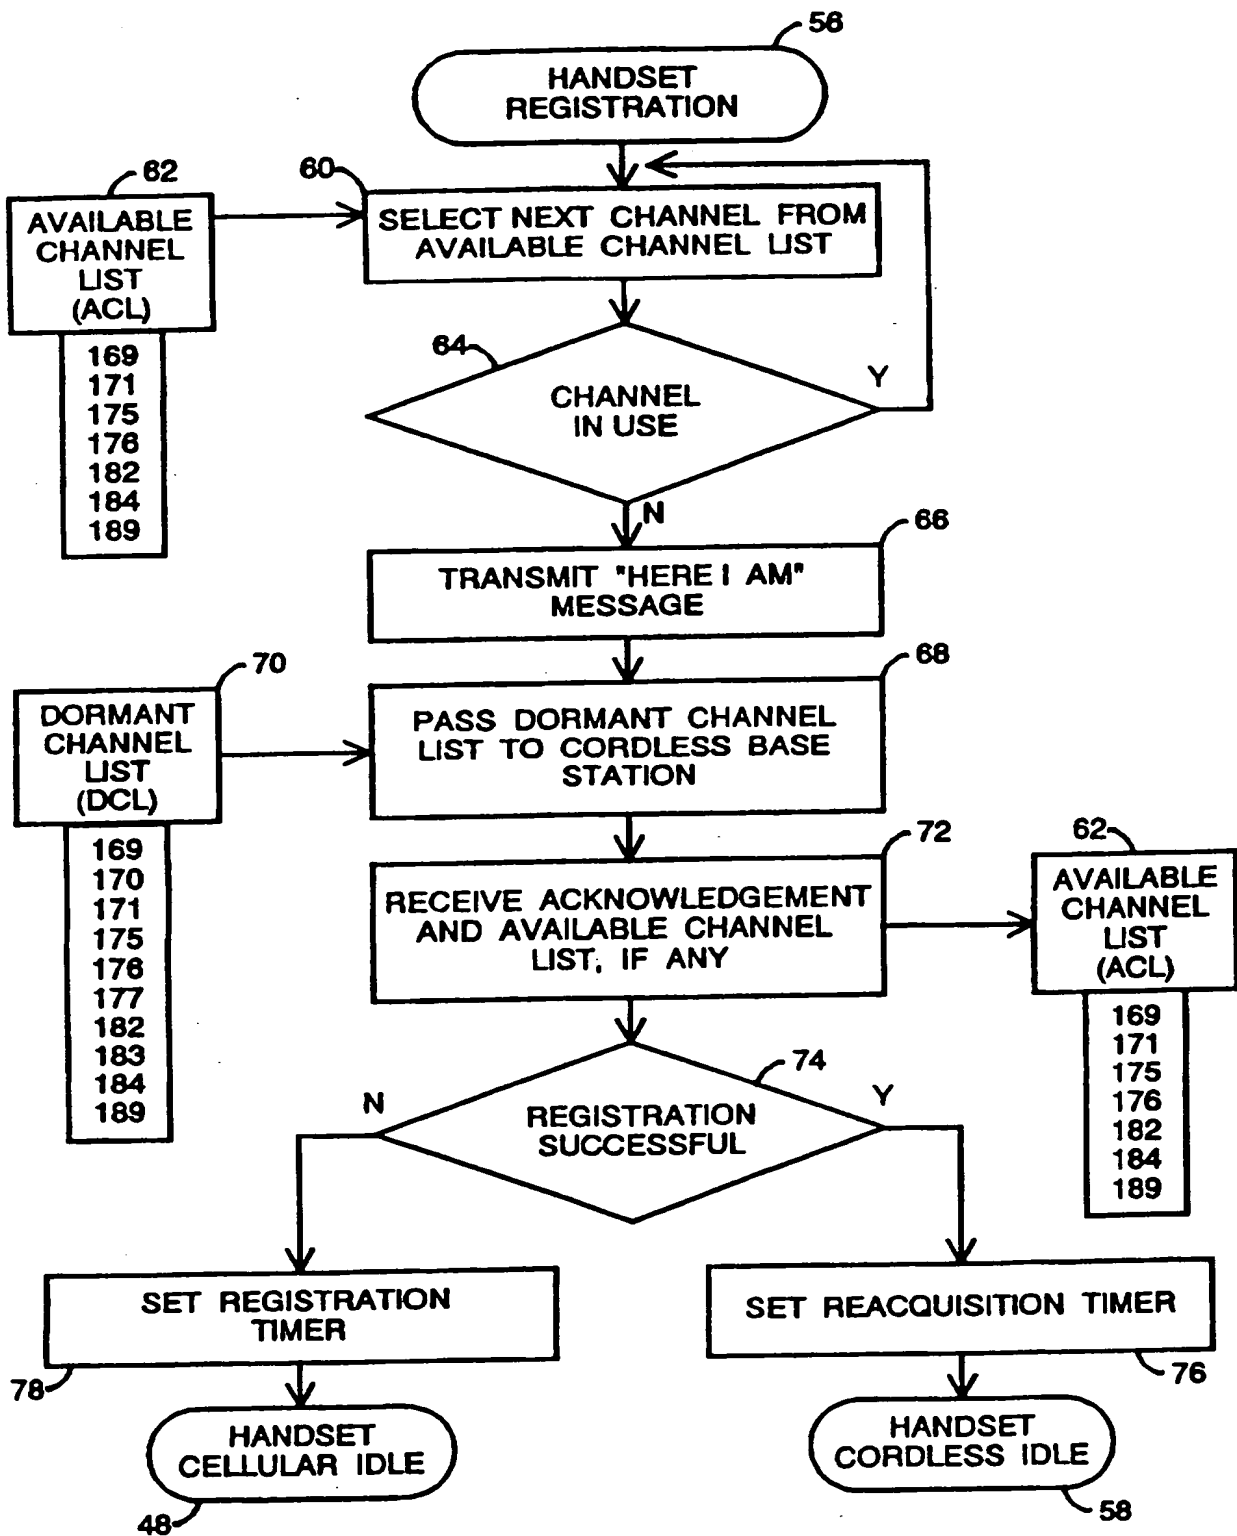 56
HANDSET
REGISTRATION
62
AVAILABLE
CHANNEL
LIST
(ACL)
169
171
175
176
182
184
189
60
SELECT NEXT CHANNEL FROM
AVAILABLE CHANNEL LIST
64
CHANNEL
IN USE
Y
N
66
TRANSMIT "HERE I AM"
MESSAGE
70
DORMANT
CHANNEL
LIST
(DCL)
169
170
171
175
176
177
182
183
184
189
68
PASS DORMANT CHANNEL
LIST TO CORDLESS BASE
STATION
72
RECEIVE ACKNOWLEDGEMENT
AND AVAILABLE CHANNEL
LIST, IF ANY
62
AVAILABLE
CHANNEL
LIST
(ACL)
169
171
175
176
182
184
189
74
REGISTRATION
SUCCESSFUL
N
Y
SET REGISTRATION
TIMER
78
SET REACQUISITION TIMER
76
HANDSET
CELLULAR IDLE
48
HANDSET
CORDLESS IDLE
58